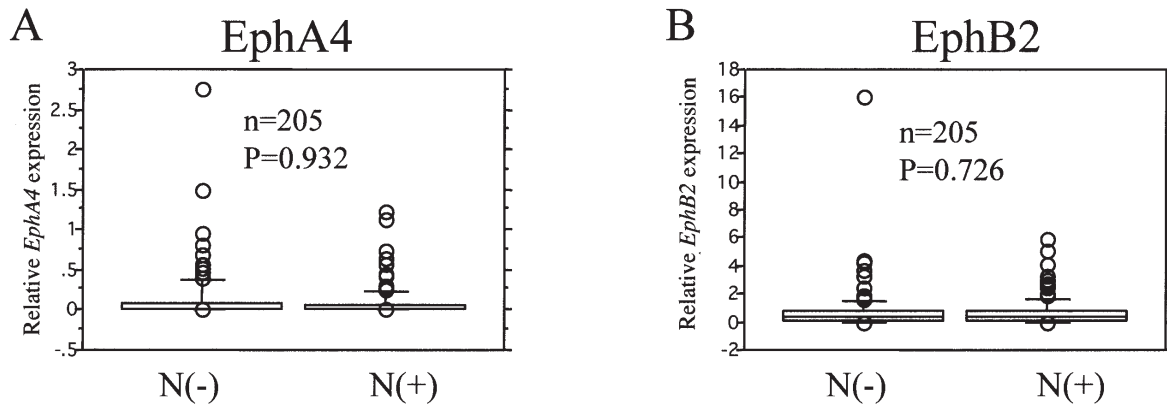 A
EphA4
Relative EphA4 expression
3
2.5
2
1.5
1
.5
0
-.5
n=205
P=0.932
N(-)
N(+)
B
EphB2
Relative EphB2 expression
18
16
14
12
10
8
6
4
2
0
-2
n=205
P=0.726
N(-)
N(+)